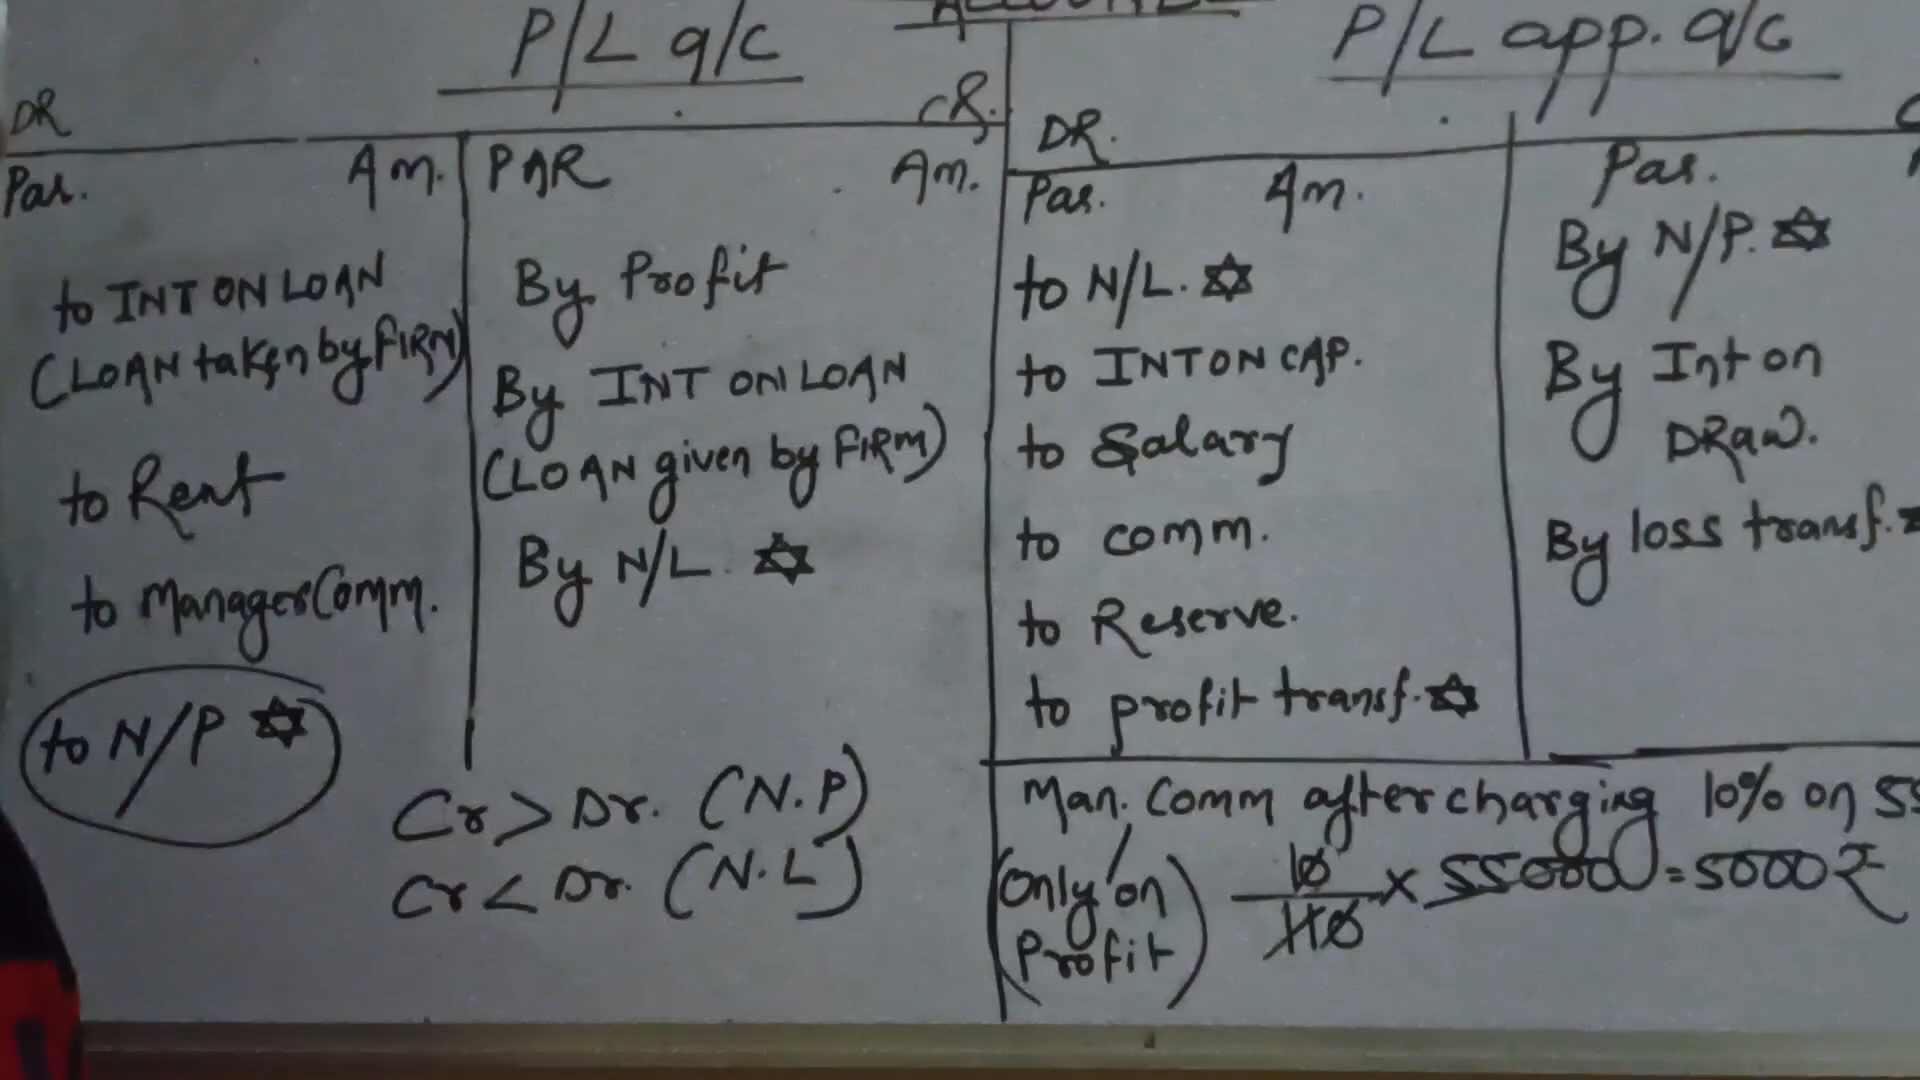 P/L a/c
DR
CR.
Par. Am. PAR Am.
to INT ON LOAN
(LOAN taken by FIRM)
to Rent
to Manager Comm.
to N/P ✡
By Profit
By INT ON LOAN
(LOAN given by FIRM)
By N/L. ✡
Cr > Dr. (N.P)
Cr < Dr. (N.L)
P/L app. a/c
DR.
Par. Am. Par.
to N/L. ✡
to INT ON CAP.
to Salary
to comm.
to Reserve.
to profit transf. ✡
By N/P. ✡
By Int on
DRaw.
By loss transf.
Man. Comm after charging 10% on 55
(Only on
Profit)
10/110 × 55000 = 5000 ₹